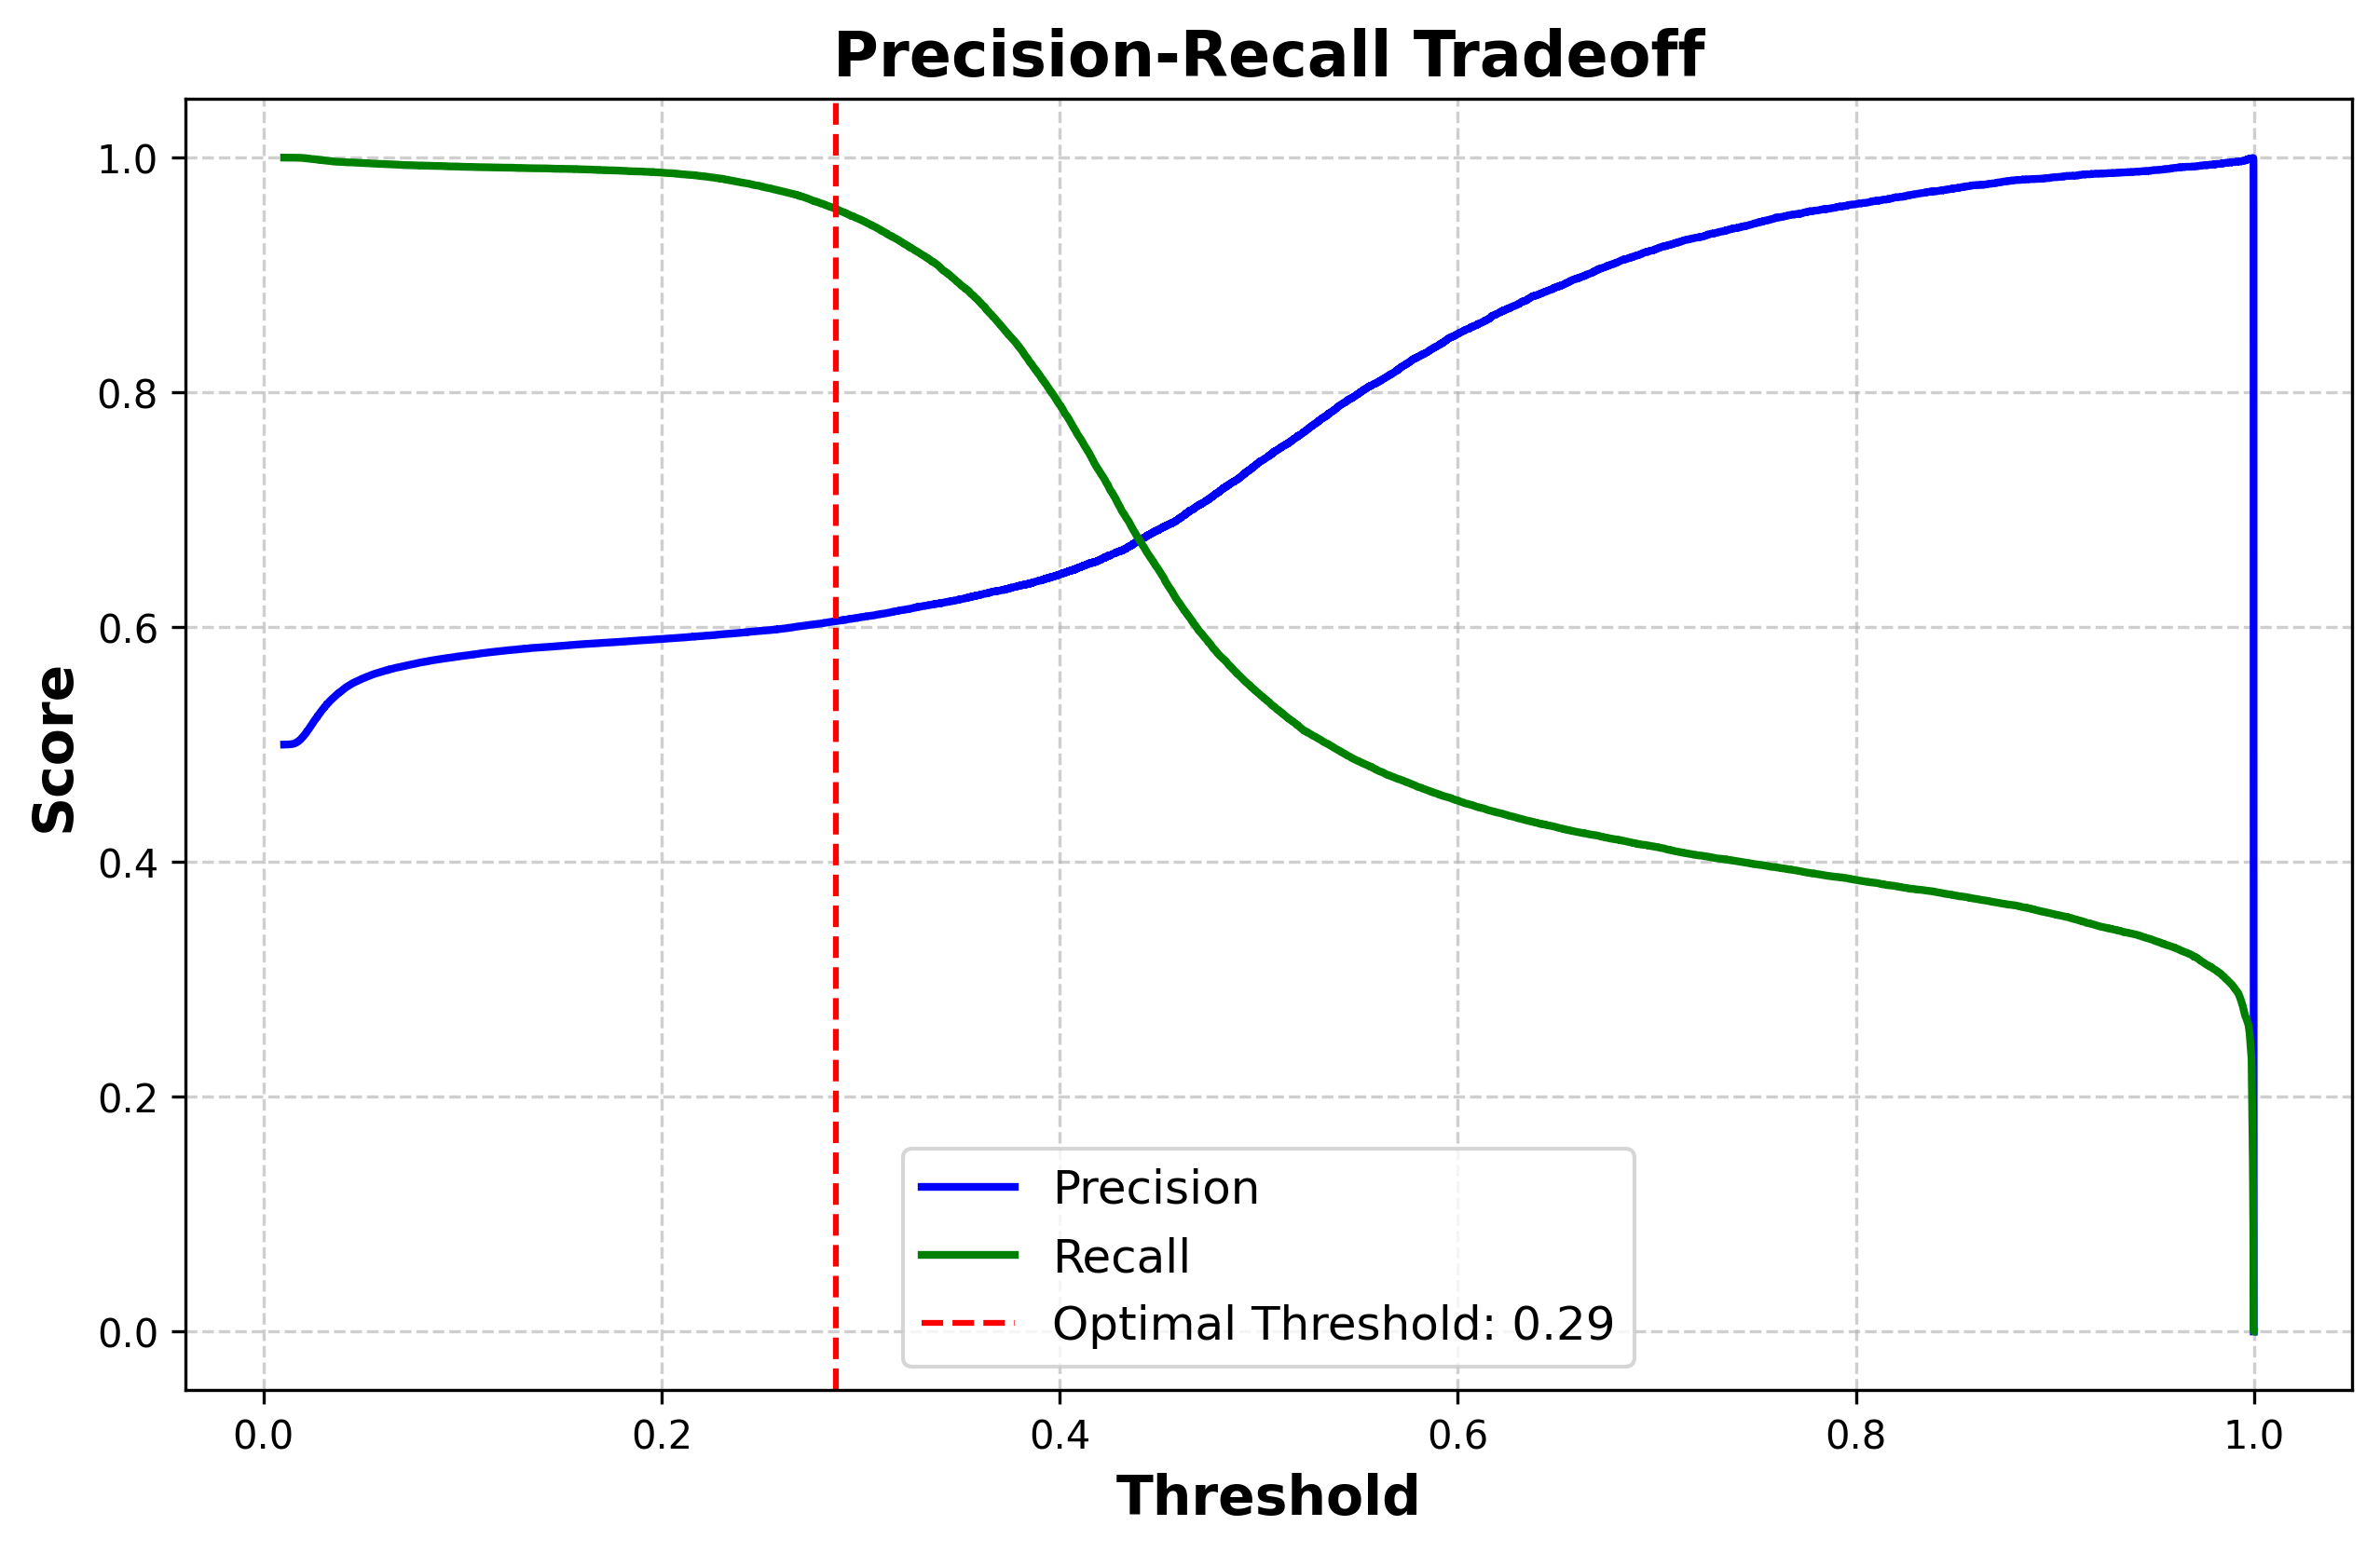 Precision-Recall Tradeoff
Score
1.0
0.8
0.6
0.4
0.2
0.0
Precision
Recall
Optimal Threshold: 0.29
0.0 0.2 0.4 0.6 0.8 1.0
Threshold